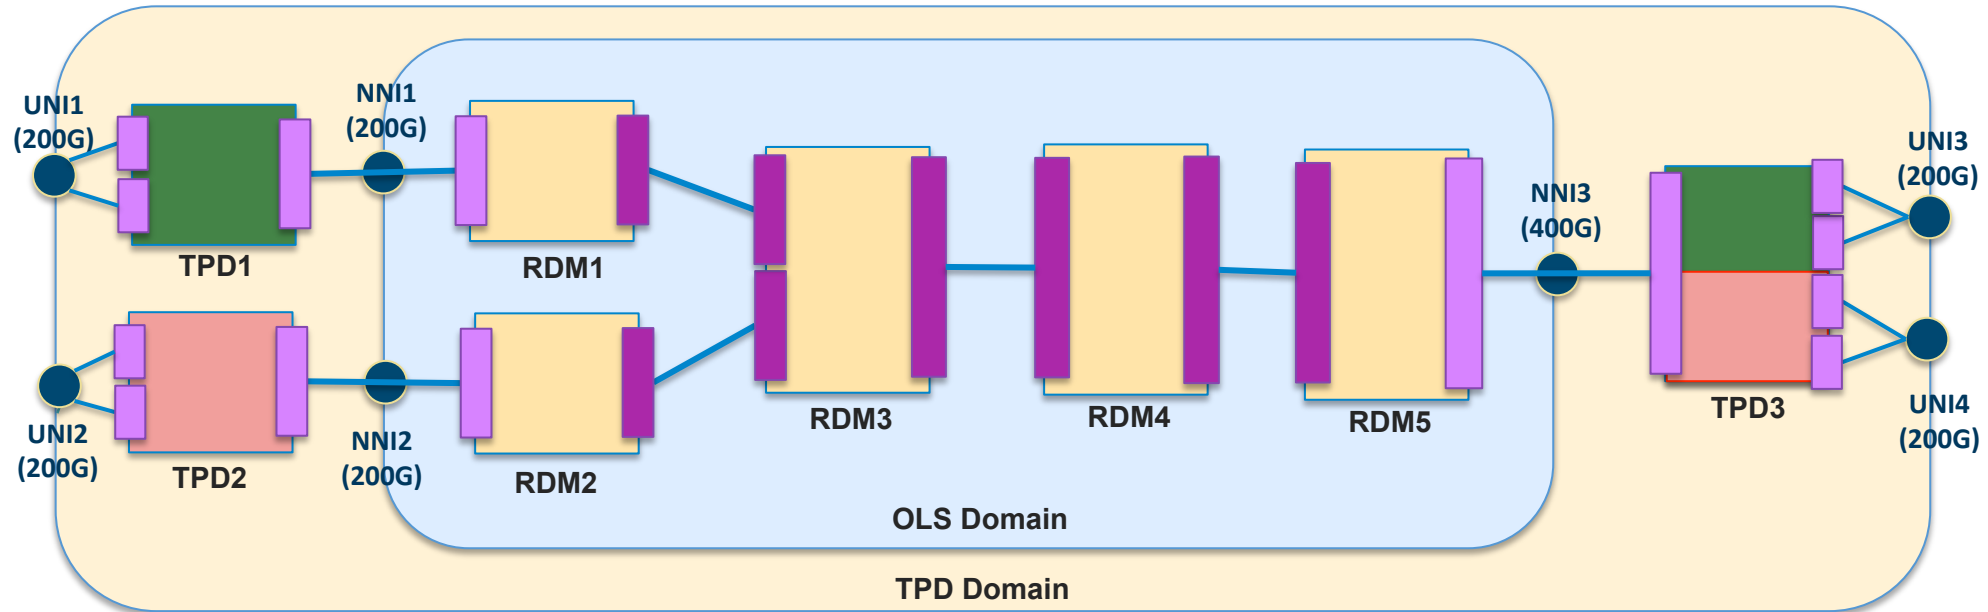 UNI1
(200G)
TPD1
NNI1
(200G)
RDM1
UNI2
(200G)
TPD2
NNI2
(200G)
RDM2
RDM3
RDM4
RDM5
NNI3
(400G)
TPD3
UNI3
(200G)
UNI4
(200G)
OLS Domain
TPD Domain